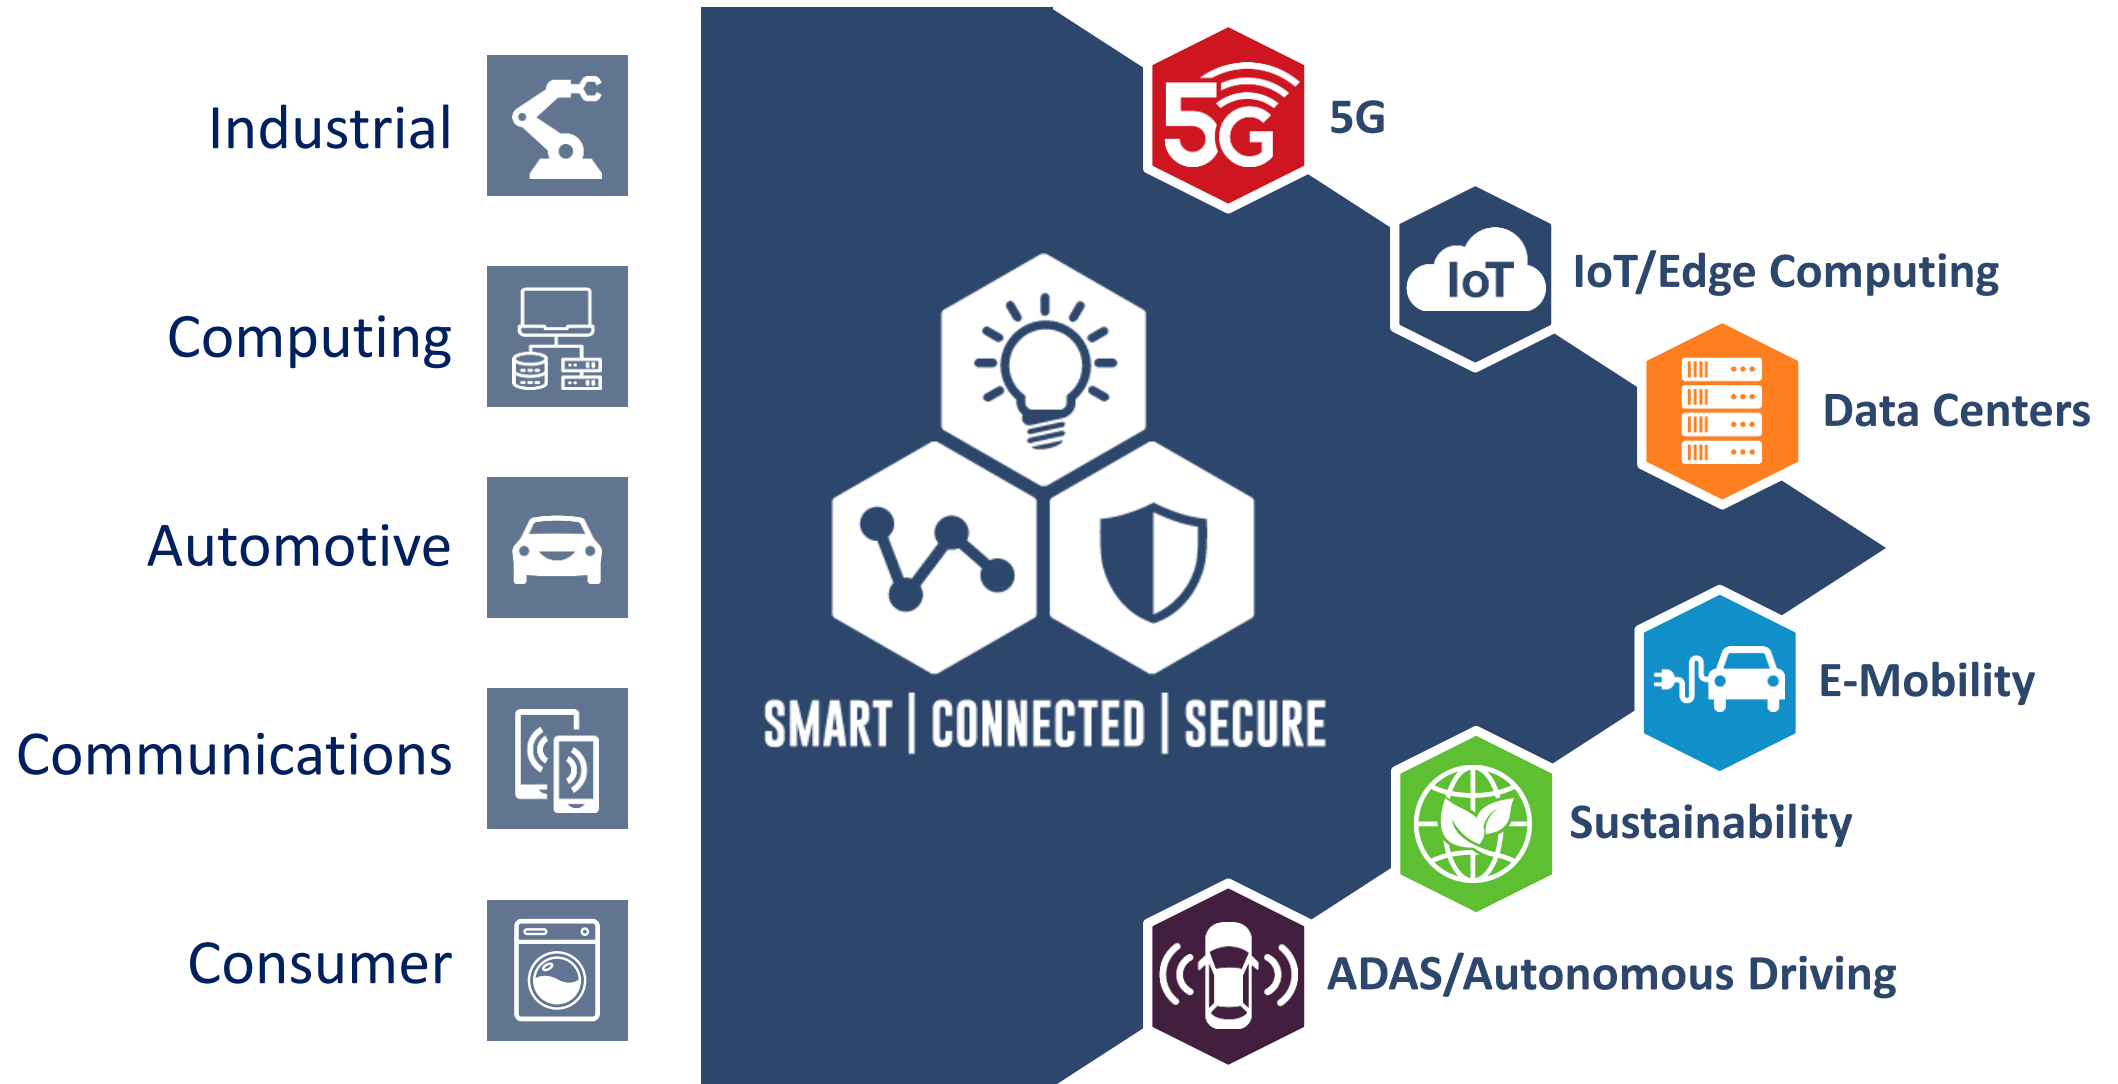 Industrial
Computing
Automotive
Communications
Consumer
SMART | CONNECTED | SECURE
5G
5G
IoT
IoT/Edge Computing
Data Centers
E-Mobility
Sustainability
ADAS/Autonomous Driving